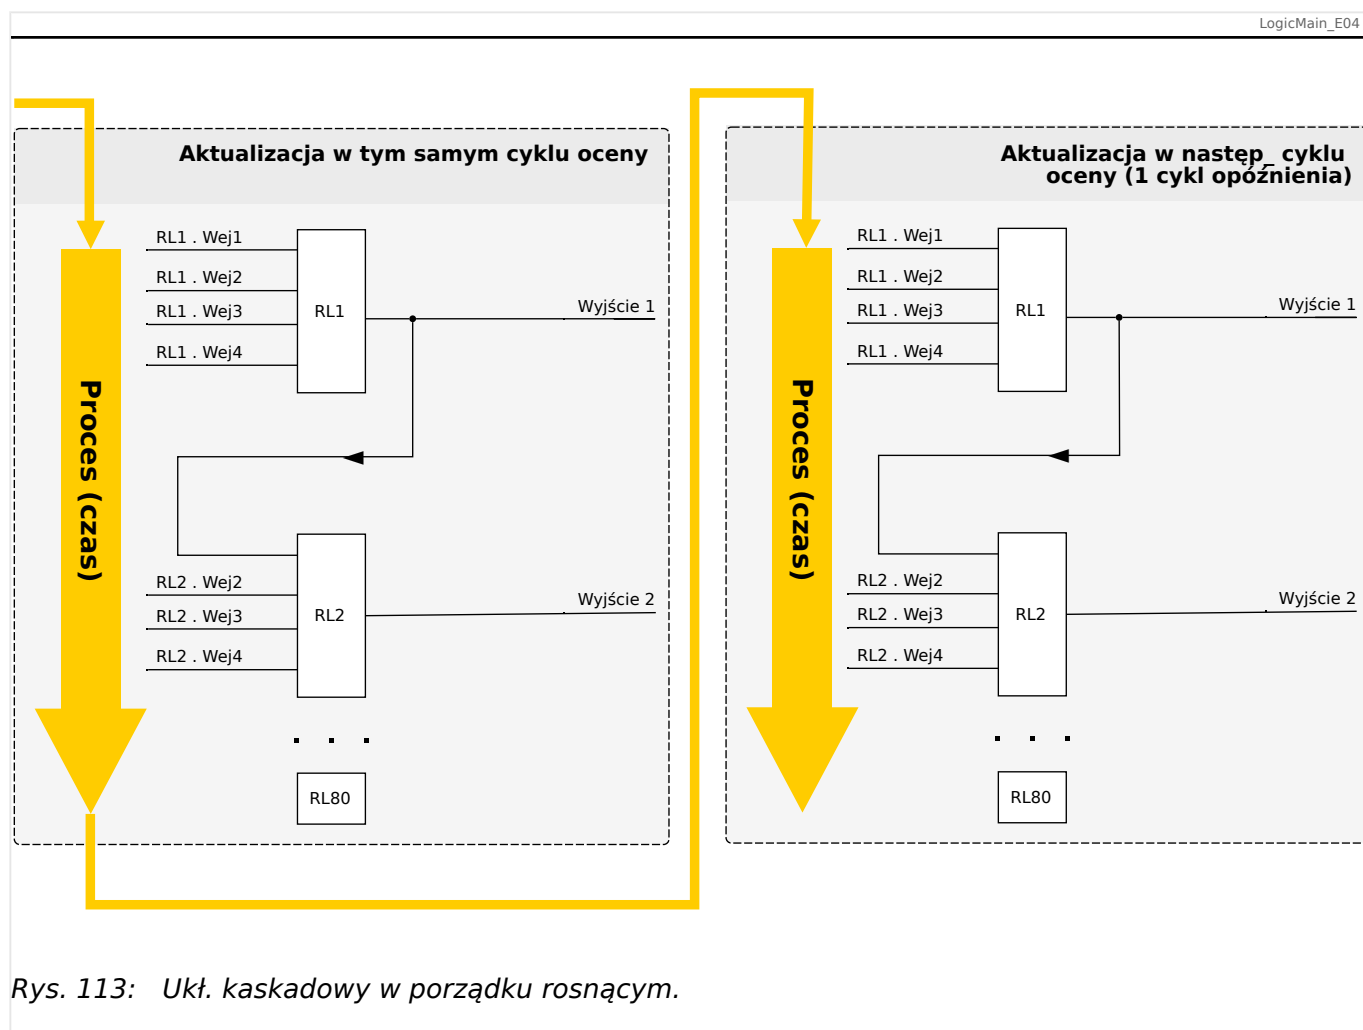 LogicMain_E04
Aktualizacja w tym samym cyklu oceny
RL1 . Wej1
RL1 . Wej2
RL1 . Wej3
RL1 . Wej4
RL1
Wyjście 1
Proces (czas)
RL2 . Wej2
RL2 . Wej3
RL2 . Wej4
RL2
Wyjście 2
. . .
RL80
Aktualizacja w następ_ cyklu
oceny (1 cykl opóźnienia)
RL1 . Wej1
RL1 . Wej2
RL1 . Wej3
RL1 . Wej4
RL1
Wyjście 1
Proces (czas)
RL2 . Wej2
RL2 . Wej3
RL2 . Wej4
RL2
Wyjście 2
. . .
RL80
Rys. 113: Ukł. kaskadowy w porządku rosnącym.